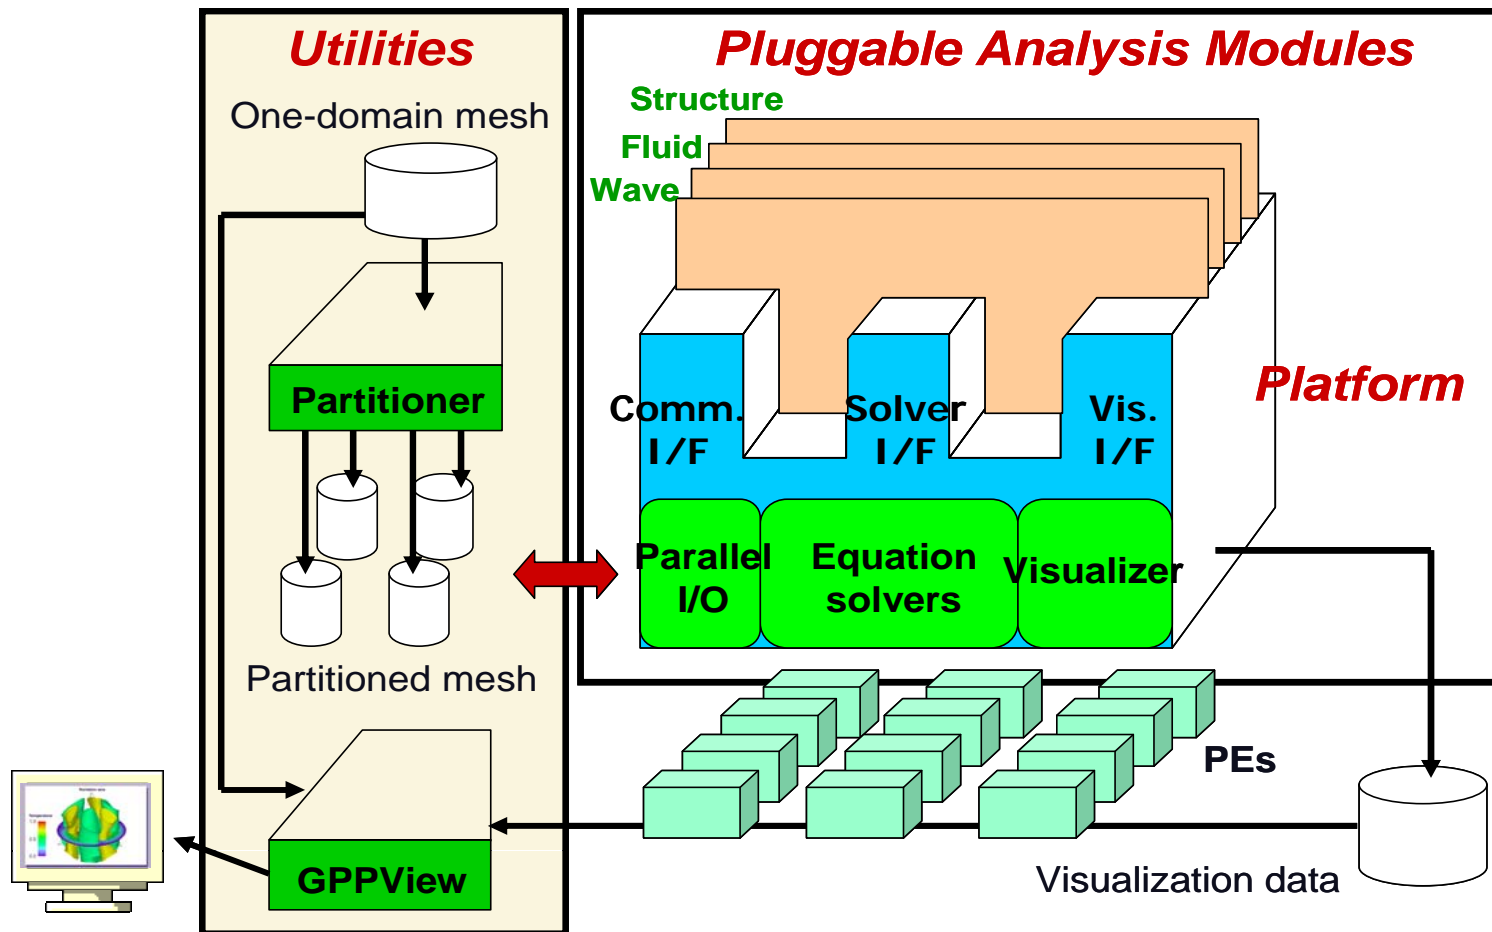 Utilities
One-domain mesh
Partitioner
Partitioned mesh
GPPView
Pluggable Analysis Modules
Structure
Fluid
Wave
Platform
Comm.
I/F
Solver
I/F
Vis.
I/F
Parallel
I/O
Equation
solvers
Visualizer
PEs
Visualization data